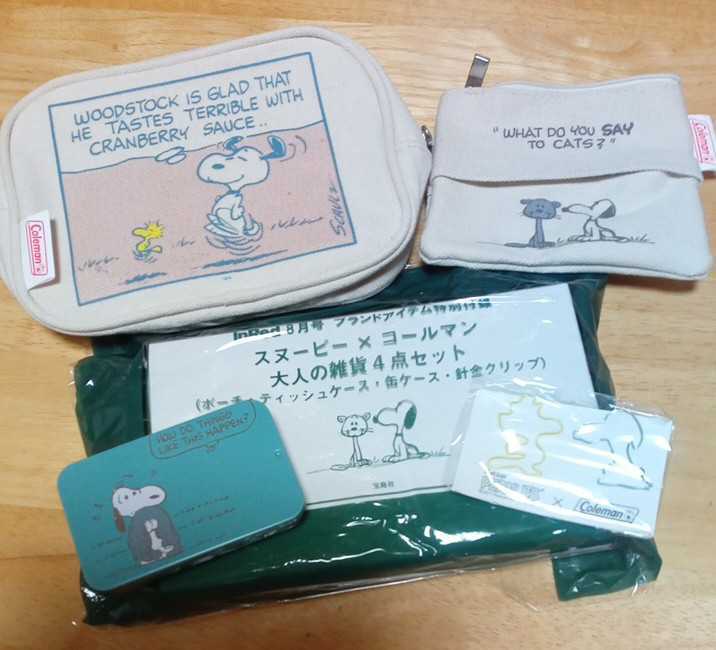 WOODSTOCK IS GLAD THAT
HE TASTES TERRIBLE WITH
CRANBERRY SAUCE..
SCHULZ
Coleman
"WHAT DO YOU SAY
TO CATS?"
Coleman
InRed 8月号 ブランドアイテム特別付録
スヌーピー × コールマン
大人の雑貨4点セット
(ポーチ・ティッシュケース・缶ケース・針金クリップ)
宝島社
HOW DO THINGS
LIKE THIS HAPPEN?
× Coleman